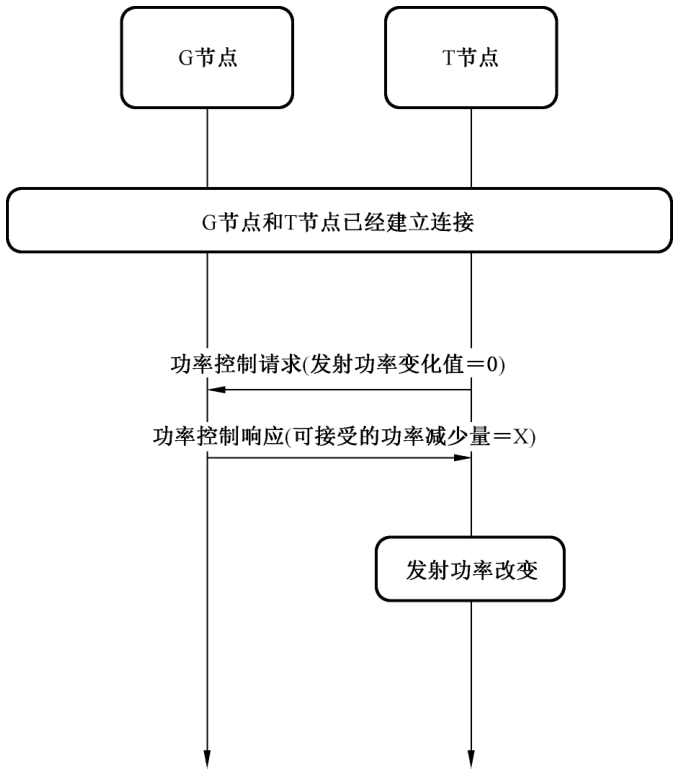 G节点
T节点
G节点和T节点已经建立连接
功率控制请求(发射功率变化值＝0)
功率控制响应(可接受的功率减少量＝X)
发射功率改变